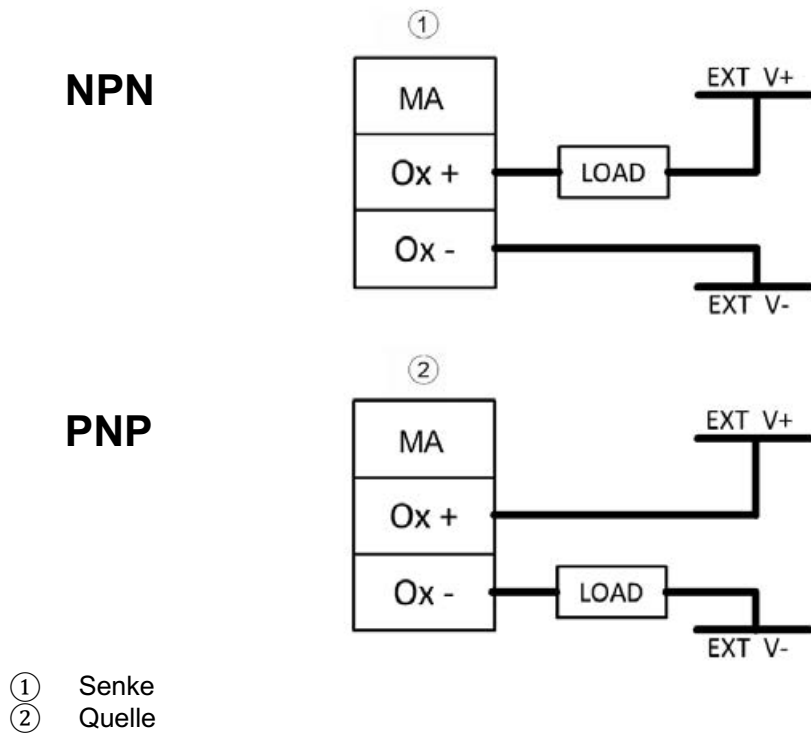 ①
NPN
MA
EXT V+
Ox +
LOAD
Ox -
EXT V-
②
PNP
MA
EXT V+
Ox +
Ox -
LOAD
EXT V-
① Senke
② Quelle